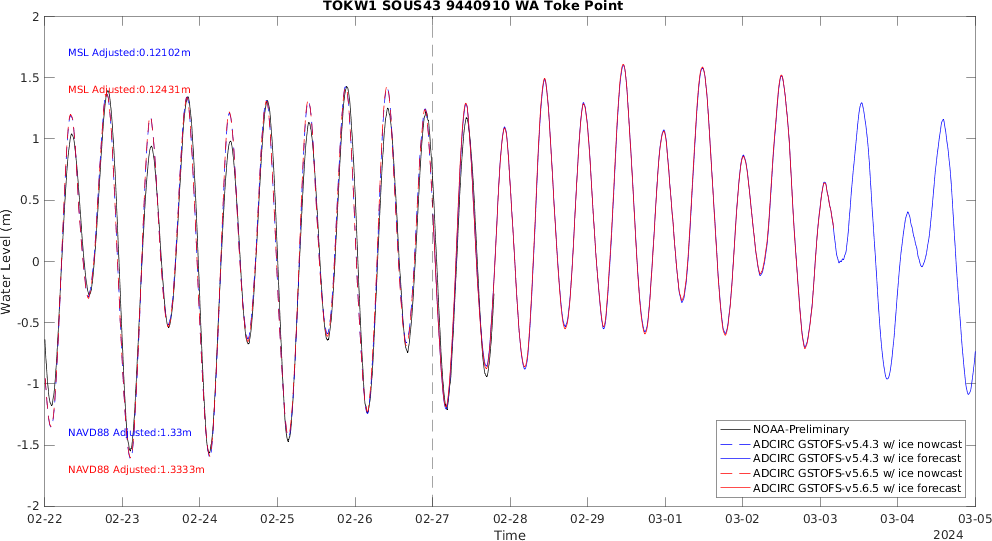 TOKW1 SOUS43 9440910 WA Toke Point
2
1.5
1
0.5
0
-0.5
-1
-1.5
-2
Water Level (m)
MSL Adjusted:0.12102m
MSL Adjusted:0.12431m
NAVD88 Adjusted:1.33m
NAVD88 Adjusted:1.3333m
NOAA-Preliminary
ADCIRC GSTOFS-v5.4.3 w/ ice nowcast
ADCIRC GSTOFS-v5.4.3 w/ ice forecast
ADCIRC GSTOFS-v5.6.5 w/ ice nowcast
ADCIRC GSTOFS-v5.6.5 w/ ice forecast
02-22 02-23 02-24 02-25 02-26 02-27 02-28 02-29 03-01 03-02 03-03 03-04 03-05
Time
2024